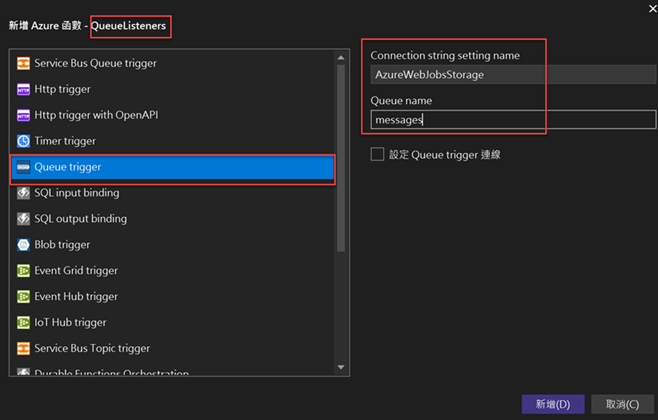 新增 Azure 函數 - QueueListeners
Service Bus Queue trigger
Http trigger
Http trigger with OpenAPI
Timer trigger
Queue trigger
SQL input binding
SQL output binding
Blob trigger
Event Grid trigger
Event Hub trigger
IoT Hub trigger
Service Bus Topic trigger
Durable Functions Orchestration
Connection string setting name
AzureWebJobsStorage
Queue name
messages
設定 Queue trigger 連線
新增(D)
取消(C)